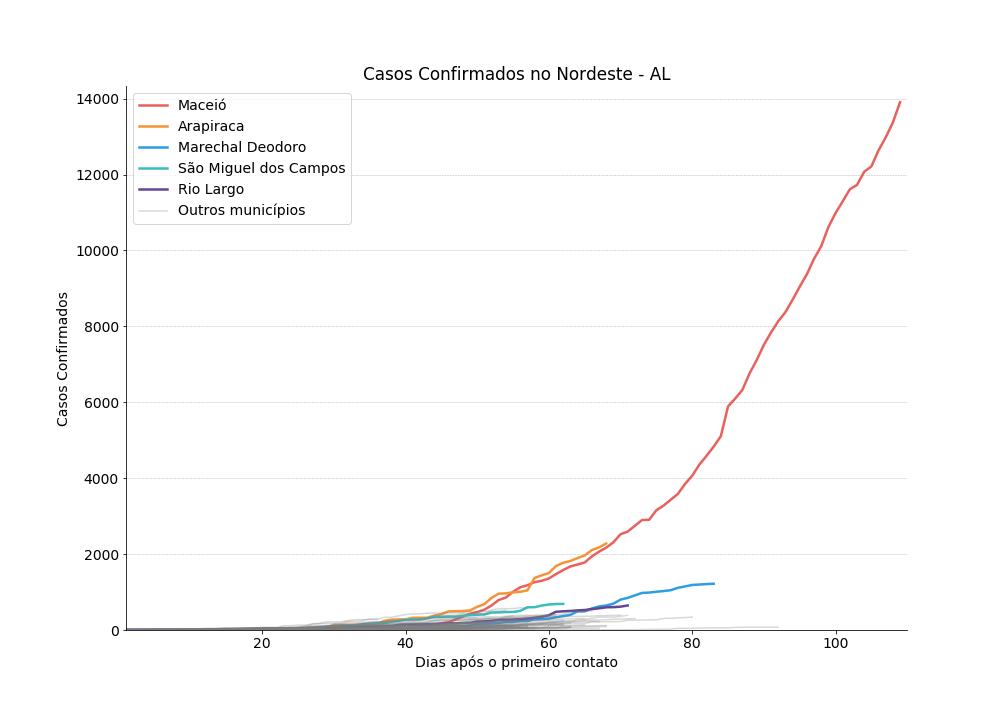 Casos Confirmados no Nordeste - AL
Maceió
Arapiraca
Marechal Deodoro
São Miguel dos Campos
Rio Largo
Outros municípios
14000
12000
10000
8000
6000
4000
2000
0
Casos Confirmados
20
40
60
80
100
Dias após o primeiro contato